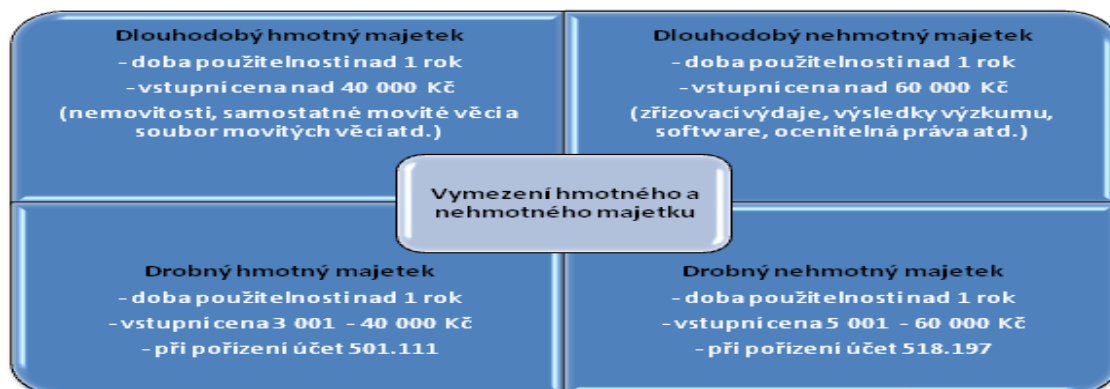 Dlouhodobý hmotný majetek
- doba použitelnosti nad 1 rok
- vstupní cena nad 40 000 Kč
(nemovitosti, samostatné movité věci a
soubor movitých věcí atd.)
Dlouhodobý nehmotný majetek
- doba použitelnosti nad 1 rok
- vstupní cena nad 60 000 Kč
(zřizovací výdaje, výsledky výzkumu,
software, ocenitelná práva atd.)
Vymezení hmotného a
nehmotného majetku
Drobný hmotný majetek
- doba použitelnosti nad 1 rok
- vstupní cena 3 001 - 40 000 Kč
- při pořízení účet 501.111
Drobný nehmotný majetek
- doba použitelnosti nad 1 rok
- vstupní cena 5 001 - 60 000 Kč
- při pořízení účet 518.197